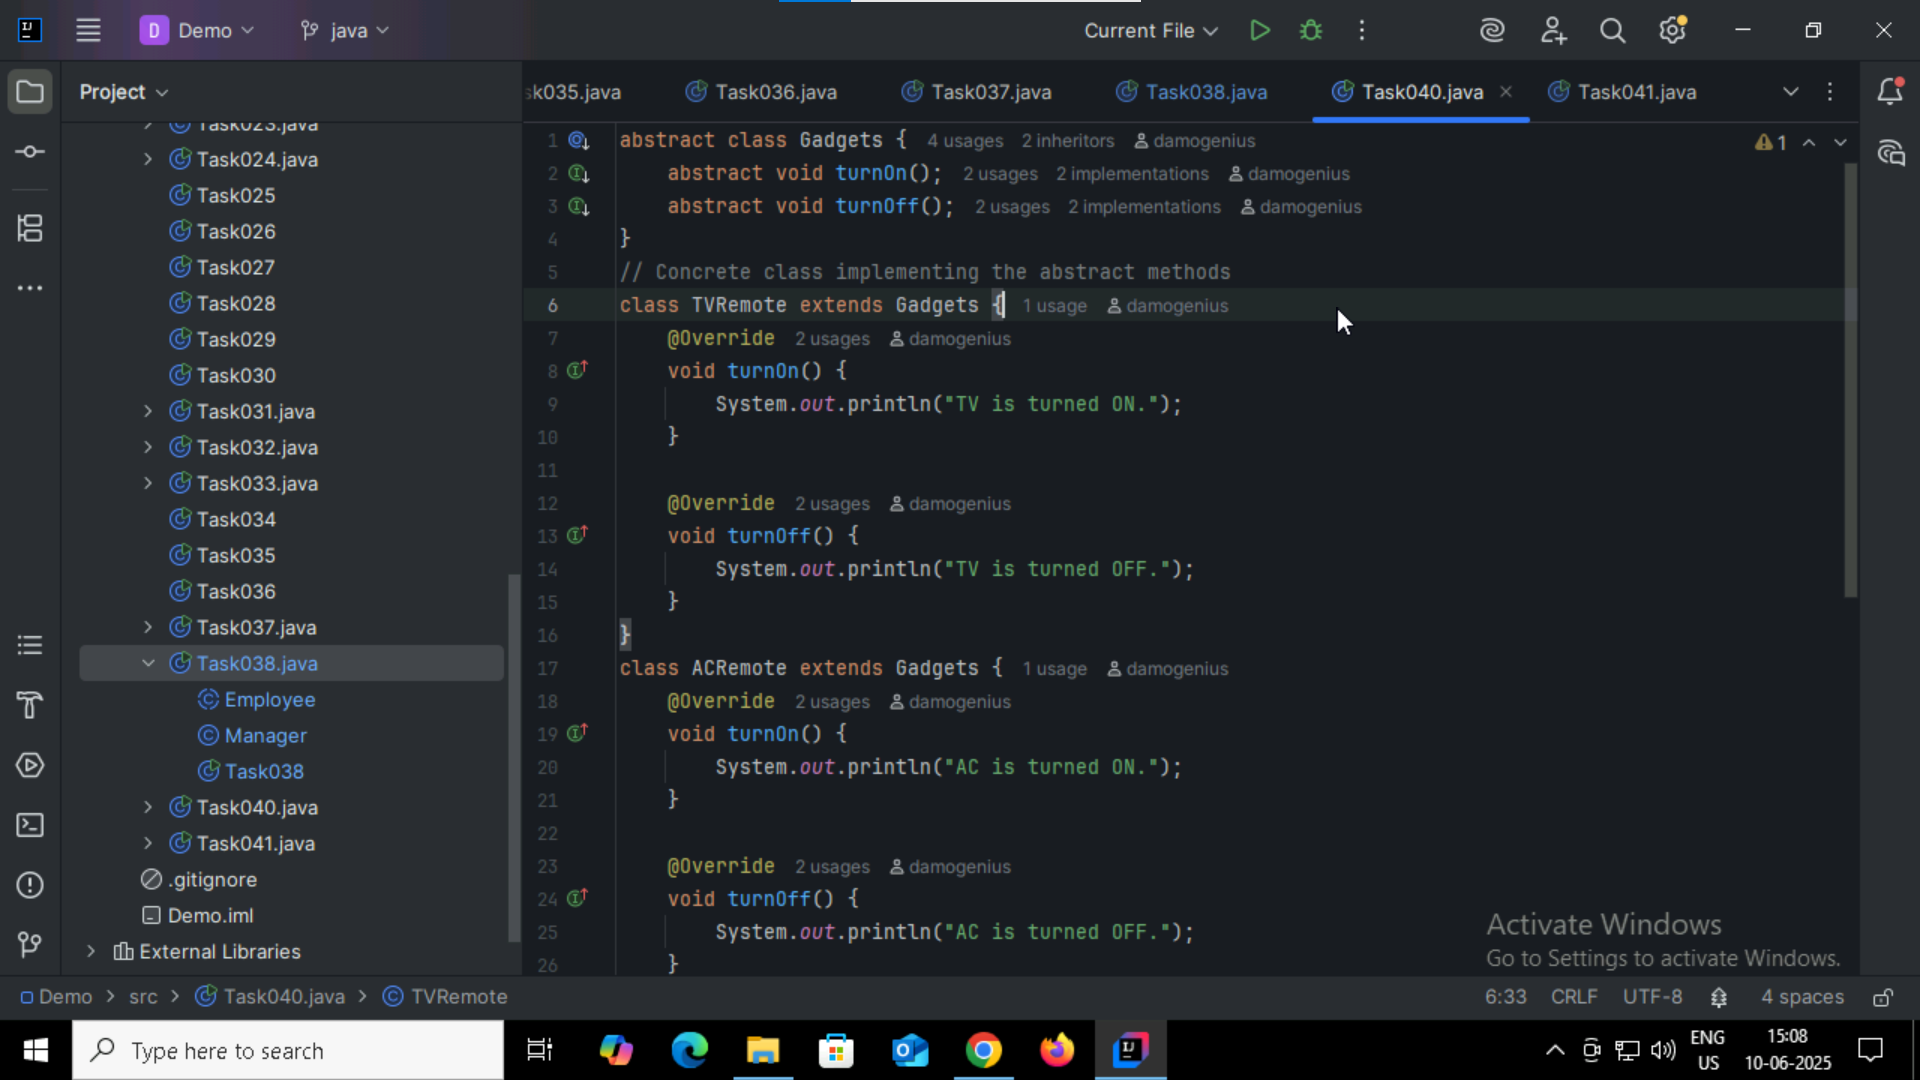 D Demo java Current File
Project
sk035.java Task036.java Task037.java Task038.java Task040.java Task041.java
Task023.java
Task024.java
Task025
Task026
Task027
Task028
Task029
Task030
Task031.java
Task032.java
Task033.java
Task034
Task035
Task036
Task037.java
Task038.java
Employee
Manager
Task038
Task040.java
Task041.java
.gitignore
Demo.iml
External Libraries
1 abstract class Gadgets { 4 usages 2 inheritors damogenius
2 abstract void turnOn(); 2 usages 2 implementations damogenius
3 abstract void turnOff(); 2 usages 2 implementations damogenius
4 }
5 // Concrete class implementing the abstract methods
6 class TVRemote extends Gadgets { 1 usage damogenius
7 @Override 2 usages damogenius
8 void turnOn() {
9 System.out.println("TV is turned ON.");
10 }
11
12 @Override 2 usages damogenius
13 void turnOff() {
14 System.out.println("TV is turned OFF.");
15 }
16 }
17 class ACRemote extends Gadgets { 1 usage damogenius
18 @Override 2 usages damogenius
19 void turnOn() {
20 System.out.println("AC is turned ON.");
21 }
22
23 @Override 2 usages damogenius
24 void turnOff() {
25 System.out.println("AC is turned OFF.");
26 }
1
Activate Windows
Go to Settings to activate Windows.
Demo > src > Task040.java > TVRemote 6:33 CRLF UTF-8 4 spaces
Type here to search
ENG
US
15:08
10-06-2025